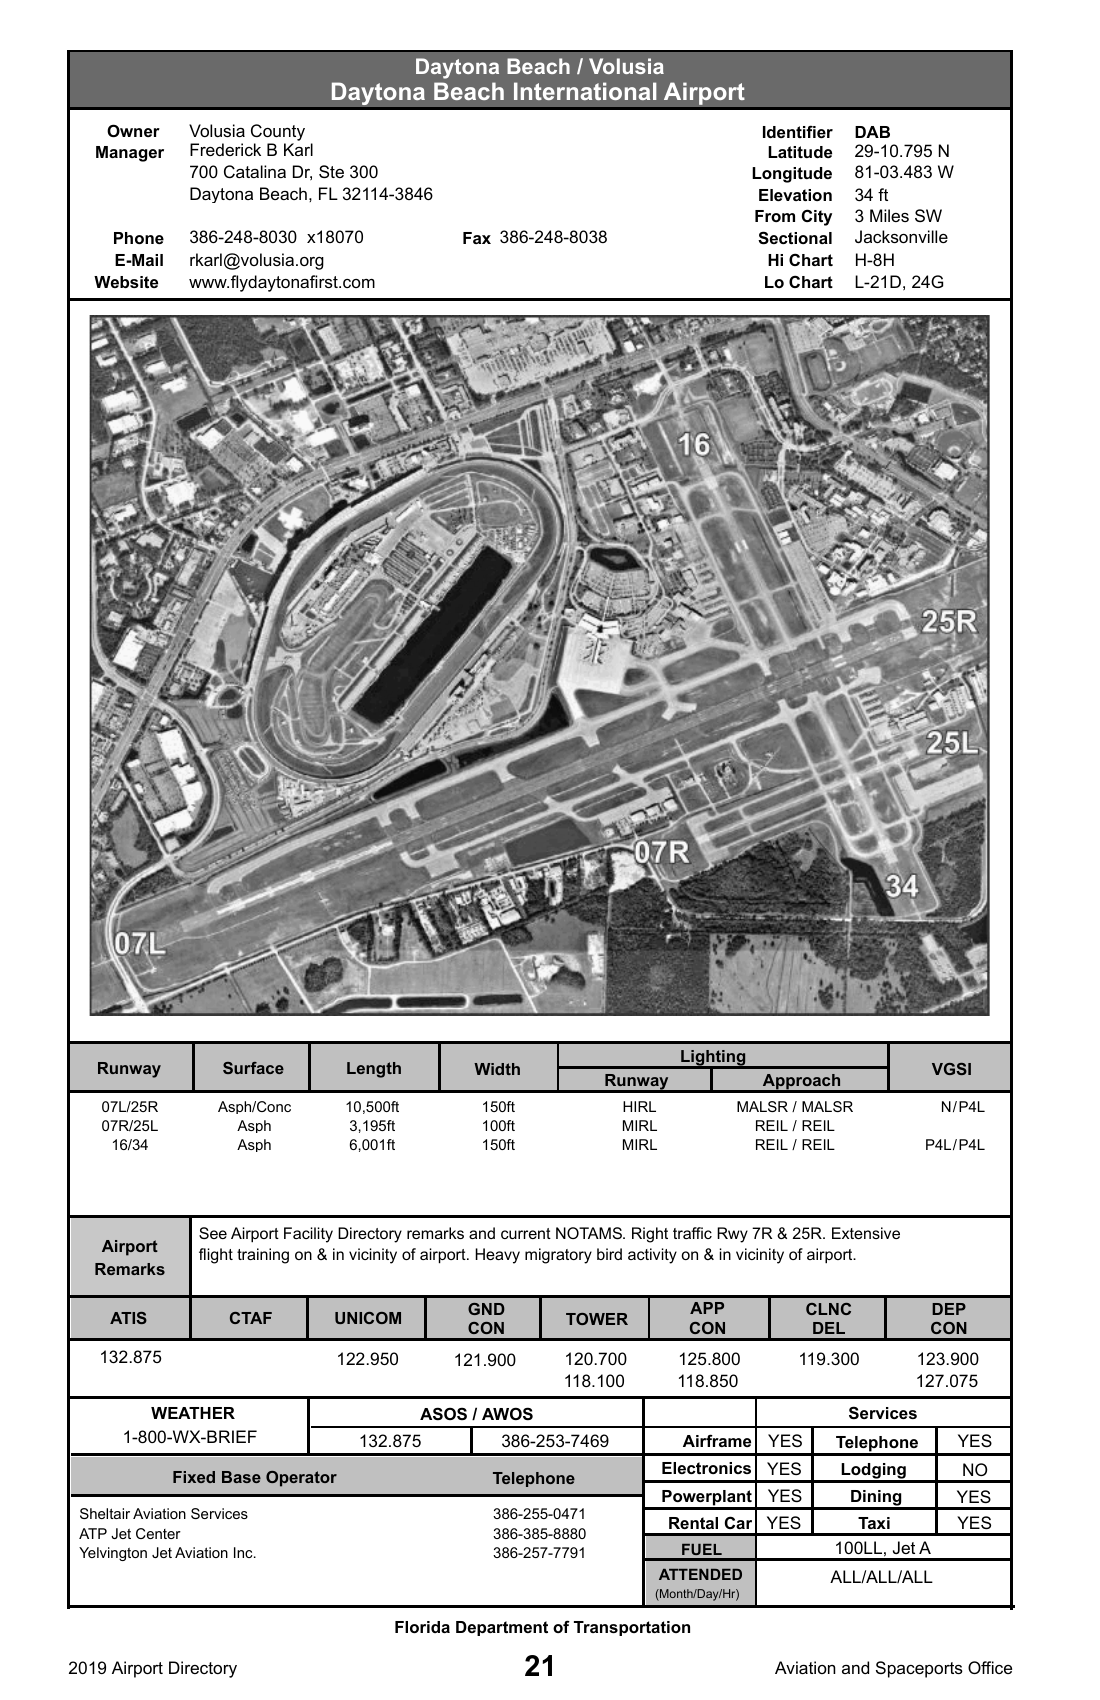 Daytona Beach / Volusia
Daytona Beach International Airport
Owner Volusia County
Manager Frederick B Karl
700 Catalina Dr, Ste 300
Daytona Beach, FL 32114-3846
Phone 386-248-8030 x18070 Fax 386-248-8038
E-Mail rkarl@volusia.org
Website www.flydaytonafirst.com
Identifier DAB
Latitude 29-10.795 N
Longitude 81-03.483 W
Elevation 34 ft
From City 3 Miles SW
Sectional Jacksonville
Hi Chart H-8H
Lo Chart L-21D, 24G
16
25R
25L
07R
34
07L
Runway Surface Length Width Lighting VGSI
Runway Approach
07L/25R Asph/Conc 10,500ft 150ft HIRL MALSR / MALSR N/P4L
07R/25L Asph 3,195ft 100ft MIRL REIL / REIL
16/34 Asph 6,001ft 150ft MIRL REIL / REIL P4L/P4L
Airport Remarks
See Airport Facility Directory remarks and current NOTAMS. Right traffic Rwy 7R & 25R. Extensive
flight training on & in vicinity of airport. Heavy migratory bird activity on & in vicinity of airport.
ATIS CTAF UNICOM GND CON TOWER APP CON CLNC DEL DEP CON
132.875 122.950 121.900 120.700 125.800 119.300 123.900
118.100 118.850 127.075
WEATHER
1-800-WX-BRIEF
ASOS / AWOS
132.875 386-253-7469
Services
Airframe YES Telephone YES
Electronics YES Lodging NO
Powerplant YES Dining YES
Rental Car YES Taxi YES
FUEL 100LL, Jet A
ATTENDED ALL/ALL/ALL
(Month/Day/Hr)
Fixed Base Operator Telephone
Sheltair Aviation Services 386-255-0471
ATP Jet Center 386-385-8880
Yelvington Jet Aviation Inc. 386-257-7791
Florida Department of Transportation
2019 Airport Directory 21 Aviation and Spaceports Office